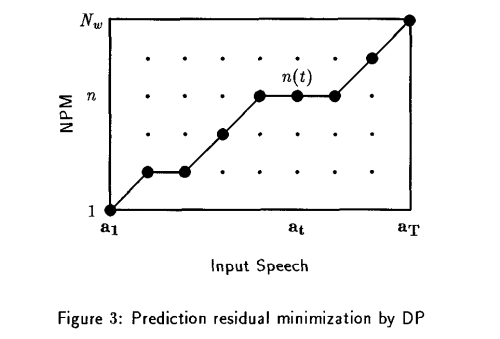 N_w
n(t)
n
NPM
1
a_1 a_t a_T
Input Speech
Figure 3: Prediction residual minimization by DP